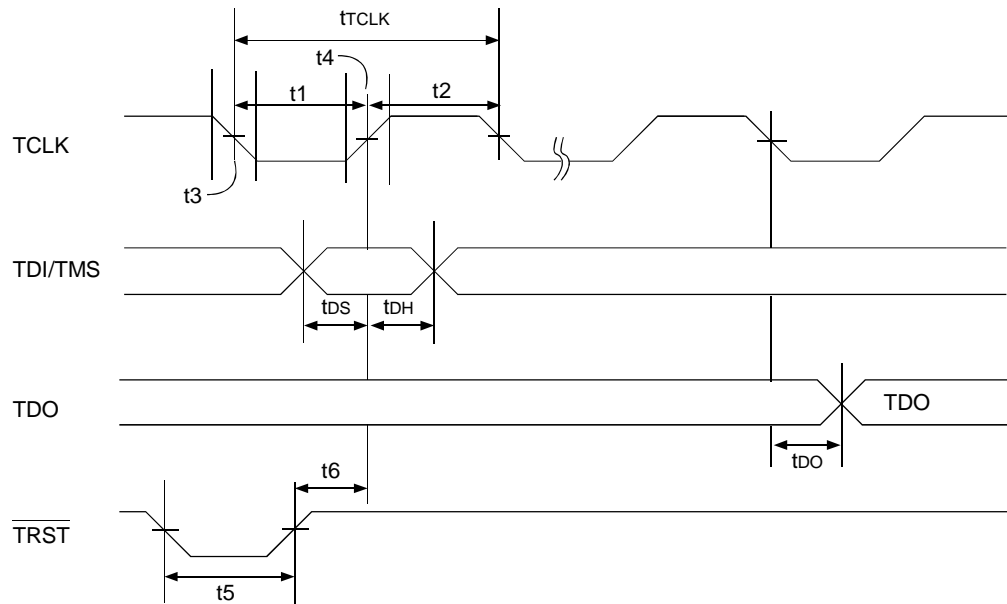 tTCLK
t4
t1
t2
TCLK
t3
TDI/TMS
tDS
tDH
TDO
TDO
tDO
t6
TRST
t5